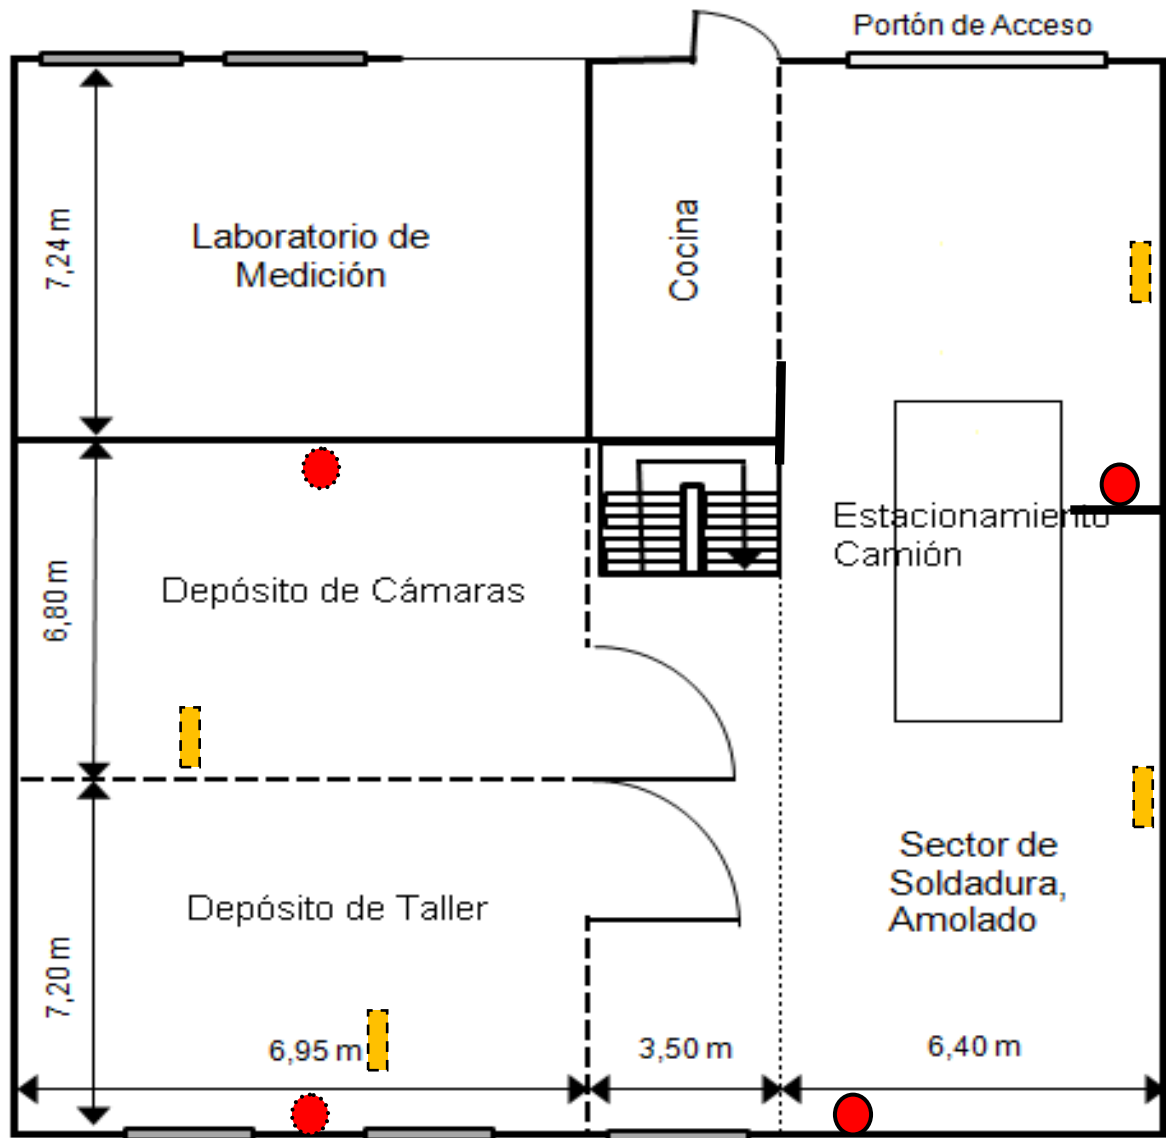 Portón de Acceso
Laboratorio de
Medición
7,24 m
Cocina
Estacionamiento
Camión
Depósito de Cámaras
6,80 m
Sector de
Soldadura,
Amolado
Depósito de Taller
7,20 m
6,95 m
3,50 m
6,40 m